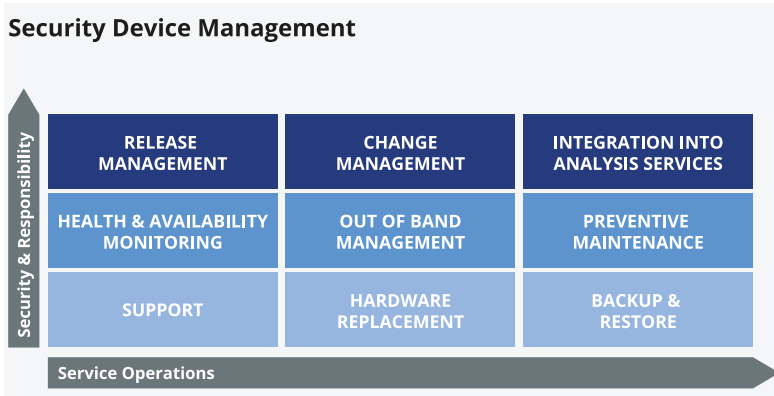 Security Device Management
Security & Responsibility
RELEASE
MANAGEMENT
CHANGE
MANAGEMENT
INTEGRATION INTO
ANALYSIS SERVICES
HEALTH & AVAILABILITY
MONITORING
OUT OF BAND
MANAGEMENT
PREVENTIVE
MAINTENANCE
SUPPORT
HARDWARE
REPLACEMENT
BACKUP &
RESTORE
Service Operations